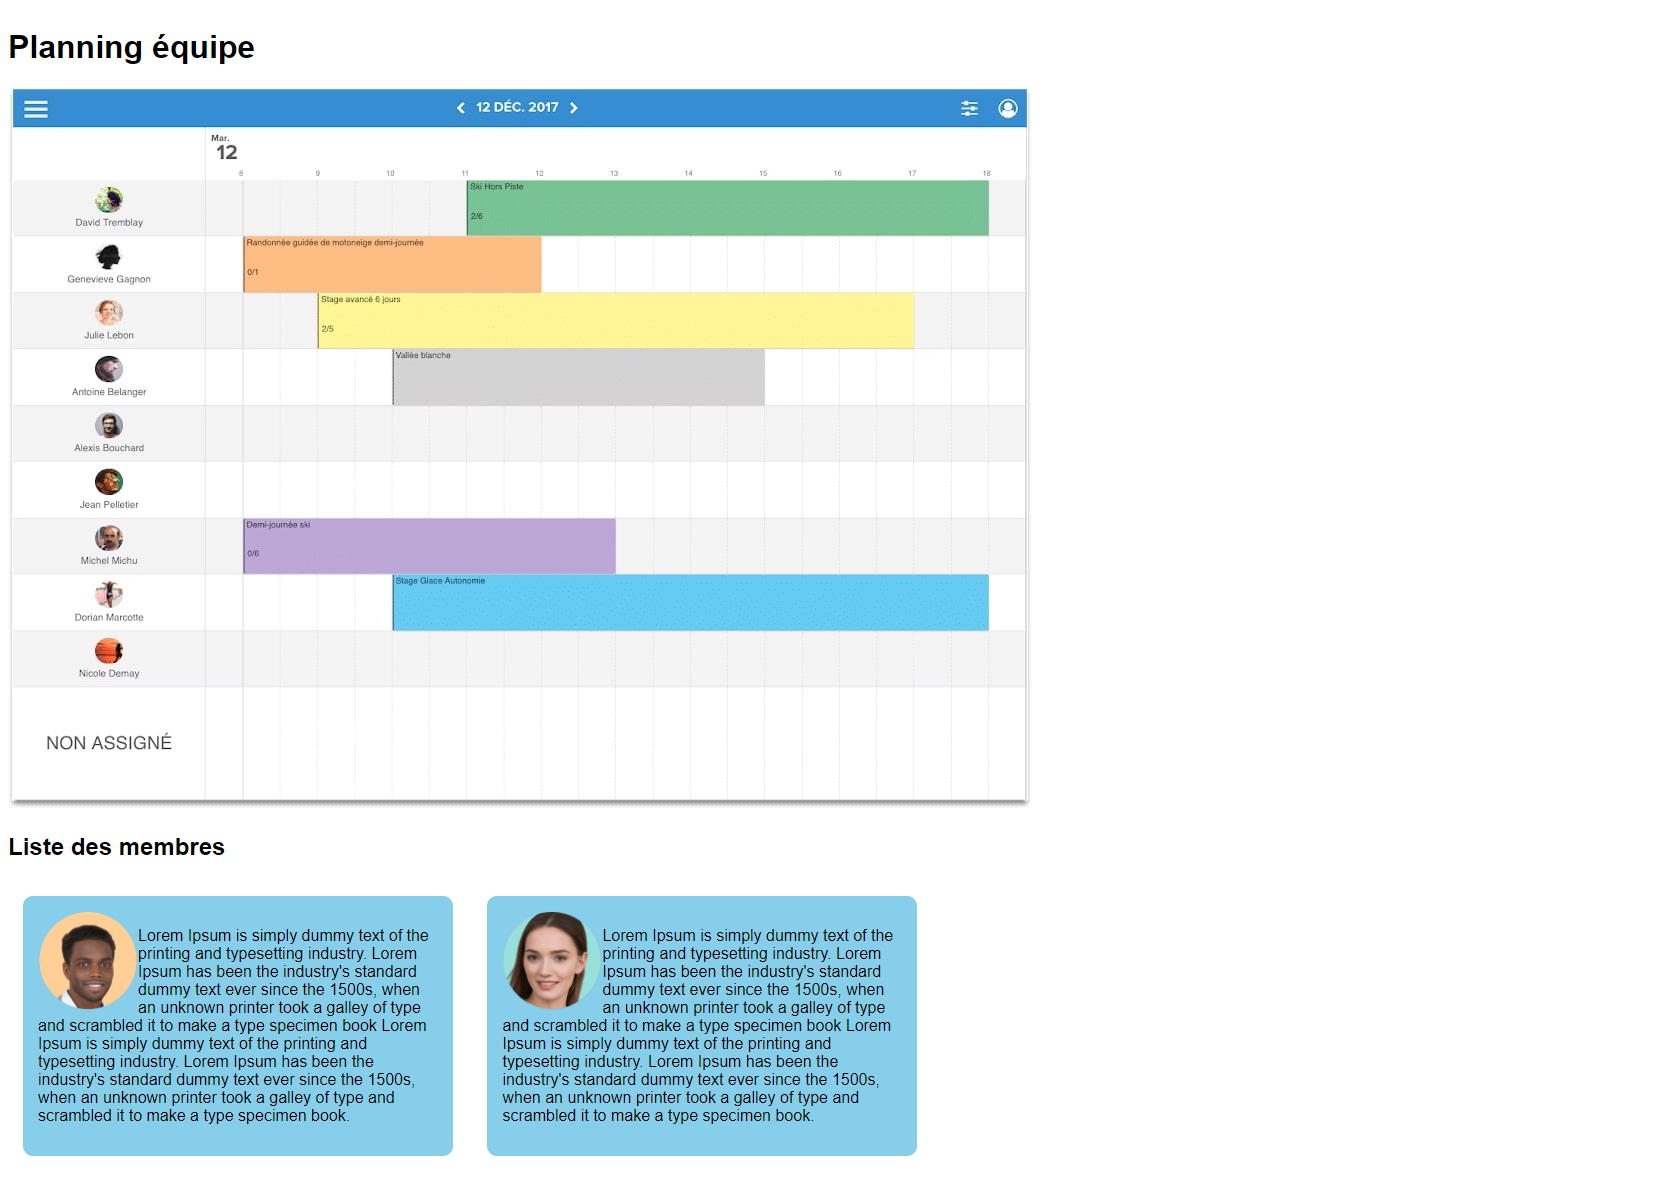 Planning équipe
12 DÉC. 2017
Mar.
12
8 9 10 11 12 13 14 15 16 17 18
David Tremblay
Ski Hors Piste
2/6
Genevieve Gagnon
Randonnée guidée de motoneige demi-journée
0/1
Julie Lebon
Stage avancé 6 jours
2/5
Antoine Belanger
Vallée blanche
Alexis Bouchard
Jean Pelletier
Michel Michu
Demi-journée ski
0/6
Dorian Marcotte
Stage Glace Autonomie
Nicole Demay
NON ASSIGNÉ
Liste des membres
Lorem Ipsum is simply dummy text of the
printing and typesetting industry. Lorem
Ipsum has been the industry's standard
dummy text ever since the 1500s, when
an unknown printer took a galley of type
and scrambled it to make a type specimen book Lorem
Ipsum is simply dummy text of the printing and
typesetting industry. Lorem Ipsum has been the
industry's standard dummy text ever since the 1500s,
when an unknown printer took a galley of type and
scrambled it to make a type specimen book.
Lorem Ipsum is simply dummy text of the
printing and typesetting industry. Lorem
Ipsum has been the industry's standard
dummy text ever since the 1500s, when
an unknown printer took a galley of type
and scrambled it to make a type specimen book Lorem
Ipsum is simply dummy text of the printing and
typesetting industry. Lorem Ipsum has been the
industry's standard dummy text ever since the 1500s,
when an unknown printer took a galley of type and
scrambled it to make a type specimen book.